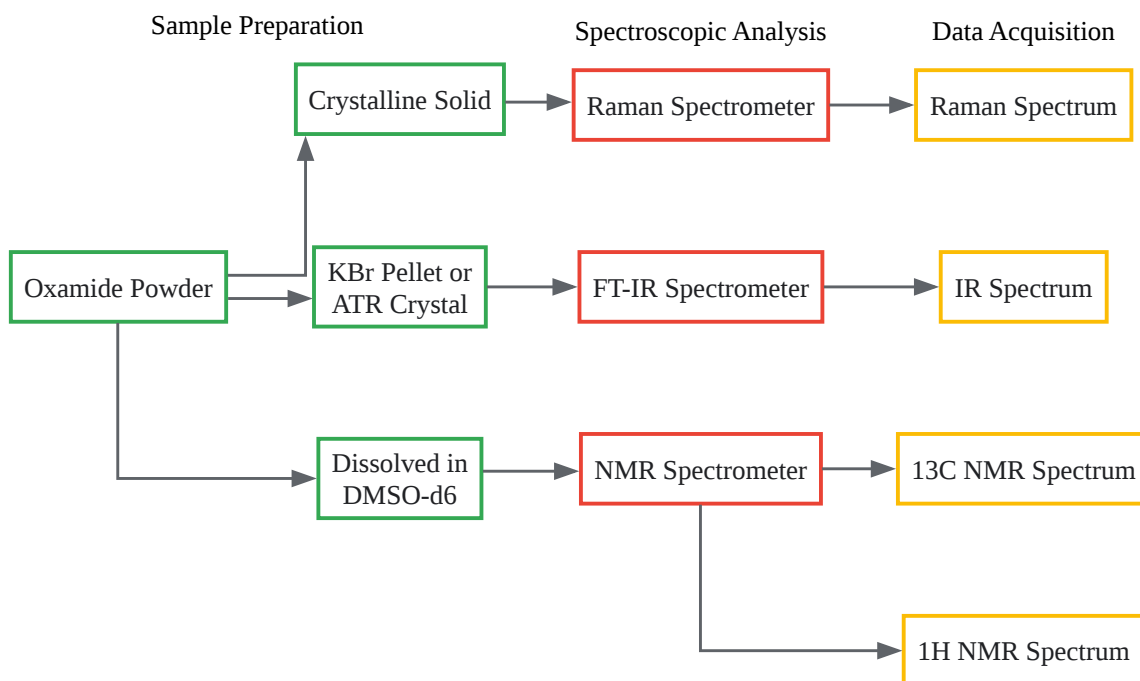 Sample Preparation
Spectroscopic Analysis
Data Acquisition
Crystalline Solid
Raman Spectrometer
Raman Spectrum
Oxamide Powder
KBr Pellet or
ATR Crystal
FT-IR Spectrometer
IR Spectrum
Dissolved in
DMSO-d6
NMR Spectrometer
13C NMR Spectrum
1H NMR Spectrum